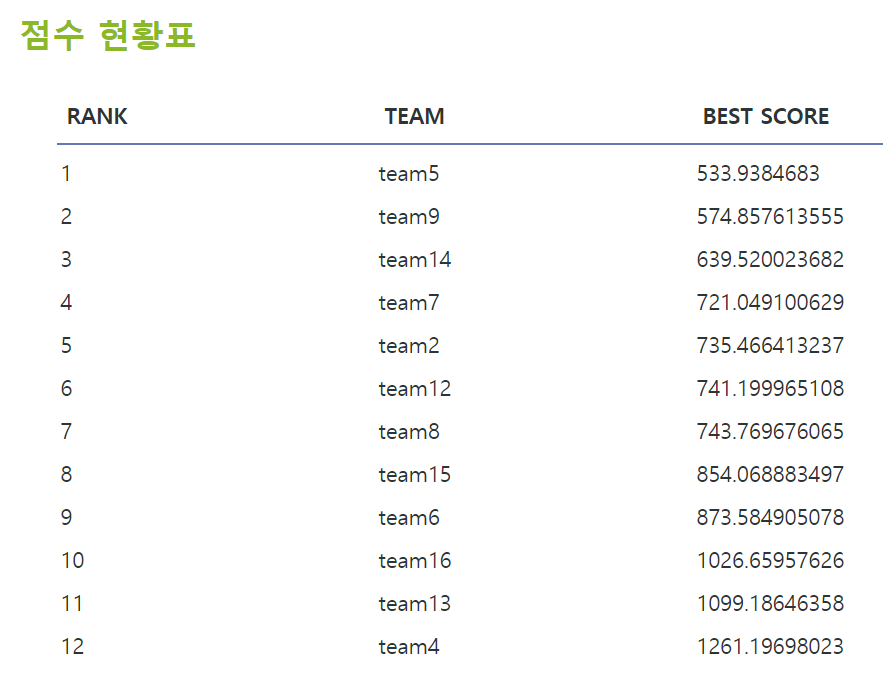 점수 현황표
RANK TEAM BEST SCORE
1 team5 533.9384683
2 team9 574.857613555
3 team14 639.520023682
4 team7 721.049100629
5 team2 735.466413237
6 team12 741.199965108
7 team8 743.769676065
8 team15 854.068883497
9 team6 873.584905078
10 team16 1026.65957626
11 team13 1099.18646358
12 team4 1261.19698023